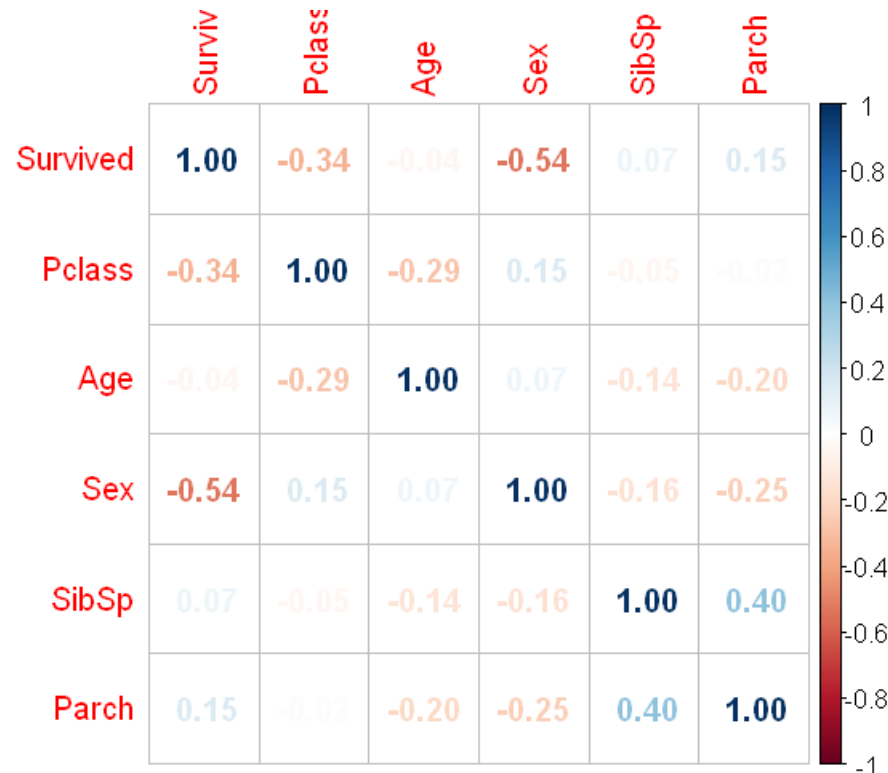 Surviv Pclass Age Sex SibSp Parch
Survived 1.00 -0.34 -0.04 -0.54 0.07 0.15
Pclass -0.34 1.00 -0.29 0.15 -0.05 -0.02
Age -0.04 -0.29 1.00 0.07 -0.14 -0.20
Sex -0.54 0.15 0.07 1.00 -0.16 -0.25
SibSp 0.07 -0.05 -0.14 -0.16 1.00 0.40
Parch 0.15 -0.02 -0.20 -0.25 0.40 1.00
1
0.8
0.6
0.4
0.2
0
-0.2
-0.4
-0.6
-0.8
-1